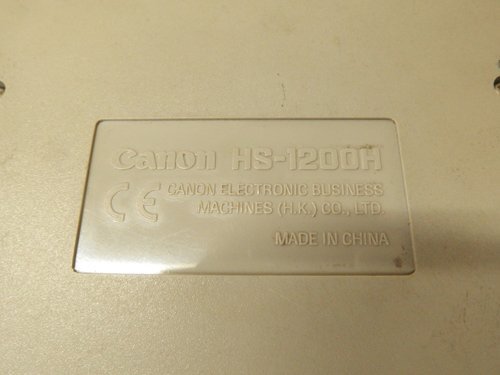 Canon HS-1200H
CE CANON ELECTRONIC BUSINESS
MACHINES (H.K.) CO., LTD.
MADE IN CHINA